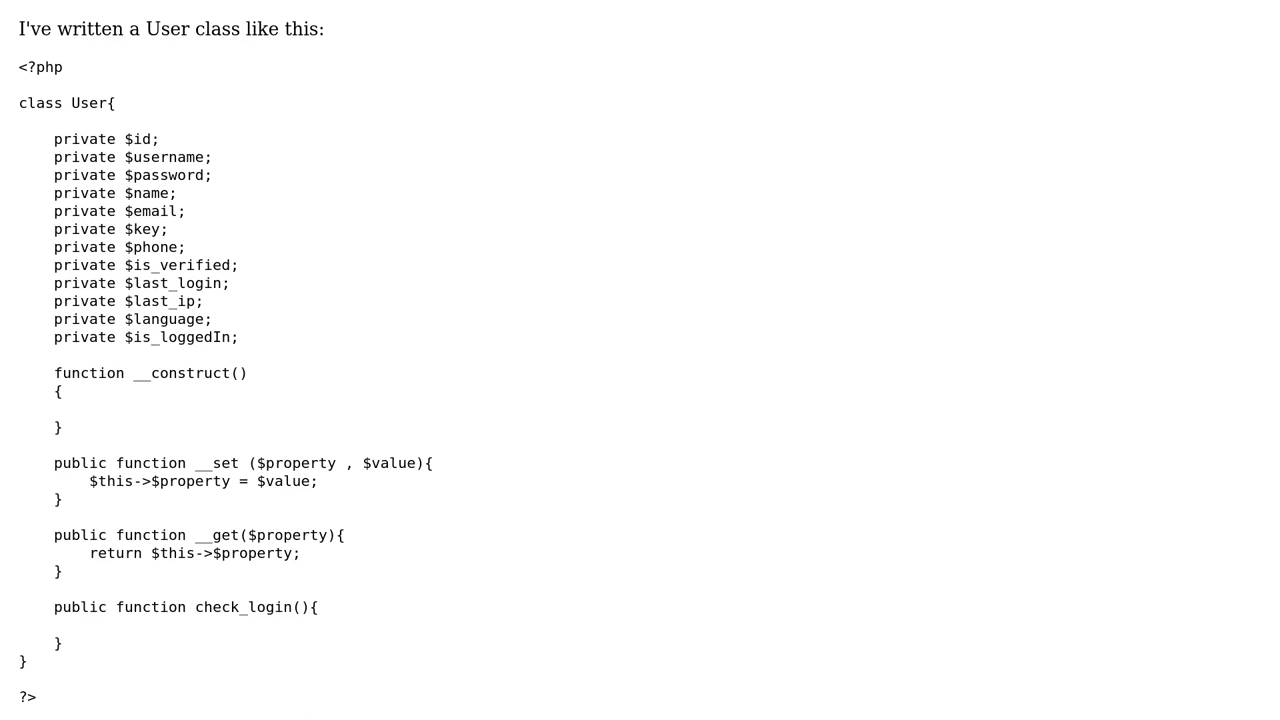 I've written a User class like this:
<?php
class User{
    private $id;
    private $username;
    private $password;
    private $name;
    private $email;
    private $key;
    private $phone;
    private $is_verified;
    private $last_login;
    private $last_ip;
    private $language;
    private $is_loggedIn;
    function __construct()
    {
    }
    public function __set ($property , $value){
        $this->$property = $value;
    }
    public function __get($property){
        return $this->$property;
    }
    public function check_login(){
    }
}
?>